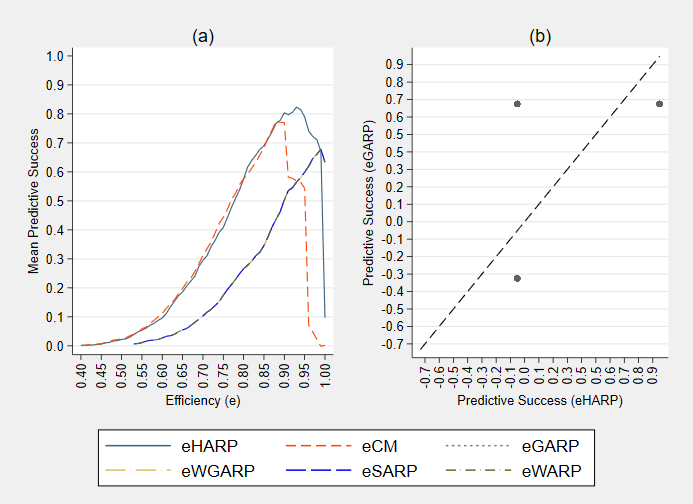 (a)
Mean Predictive Success
1.0
0.9
0.8
0.7
0.6
0.5
0.4
0.3
0.2
0.1
0.0
0.40 0.45 0.50 0.55 0.60 0.65 0.70 0.75 0.80 0.85 0.90 0.95 1.00
Efficiency (e)
(b)
Predictive Success (eGARP)
0.9
0.8
0.7
0.6
0.5
0.4
0.3
0.2
0.1
0.0
-0.1
-0.2
-0.3
-0.4
-0.5
-0.6
-0.7
-0.7 -0.6 -0.5 -0.4 -0.3 -0.2 -0.1 0.0 0.1 0.2 0.3 0.4 0.5 0.6 0.7 0.8 0.9
Predictive Success (eHARP)
eHARP eCM eGARP
eWGARP eSARP eWARP